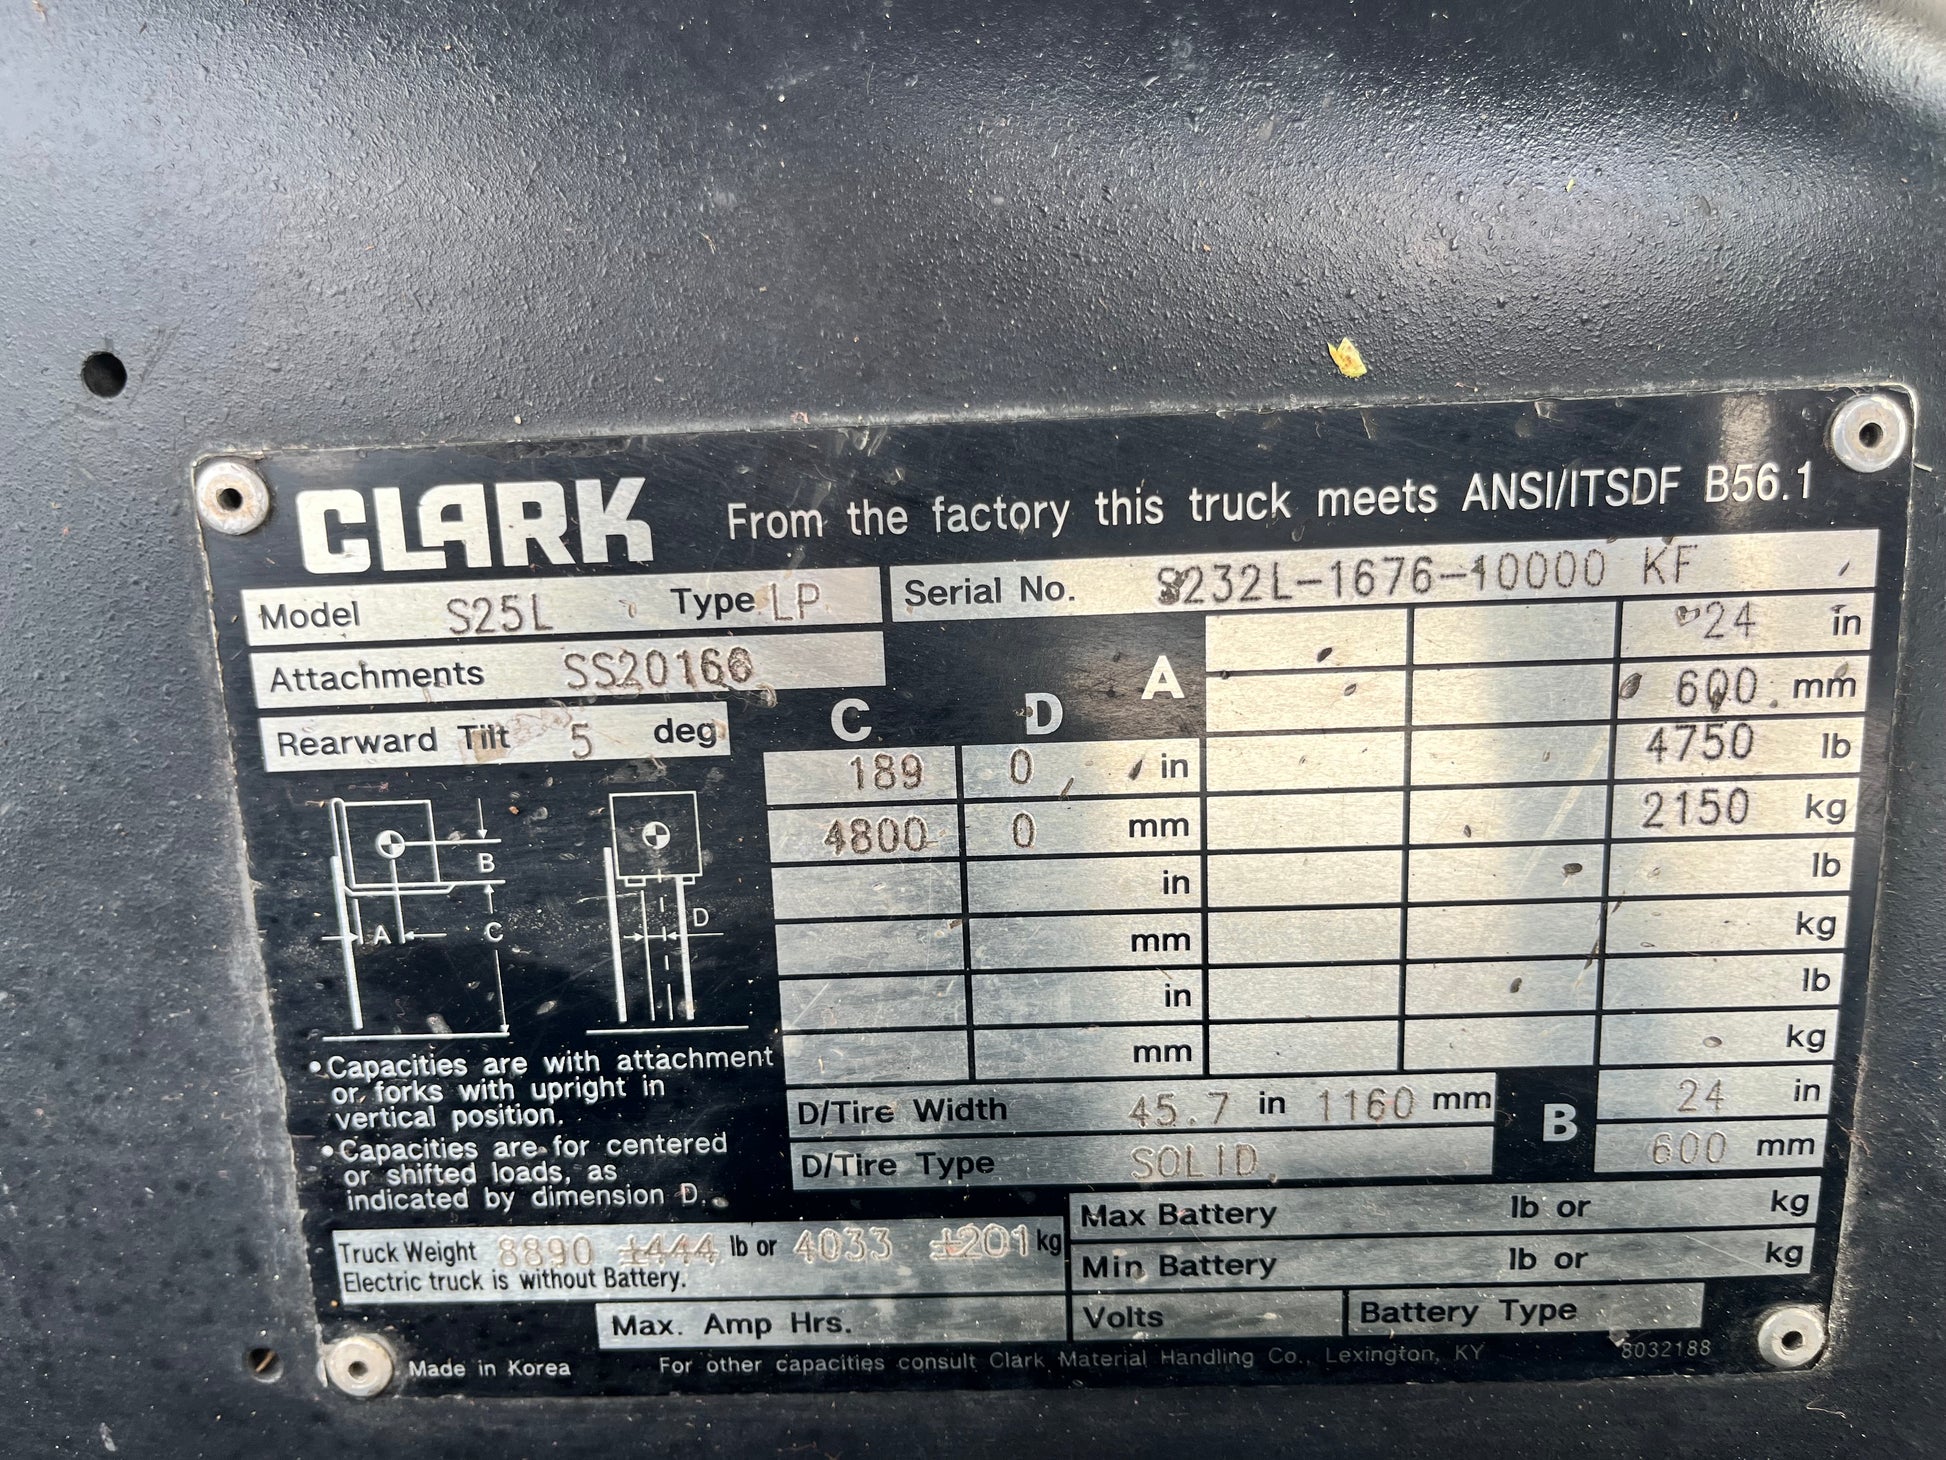 CLARK From the factory this truck meets ANSI/ITSDF B56.1
Model S25L Type LP Serial No. S232L-1676-10000 KF
Attachments SS20166
Rearward Tilt 5 deg
A 24 in
600 mm
4750 lb
2150 kg
lb
kg
lb
kg
C D
189 0 in
4800 0 mm
in
mm
in
mm
B
A
C
D
•Capacities are with attachment
or forks with upright in
vertical position.
•Capacities are for centered
or shifted loads, as
indicated by dimension D.
D/Tire Width 45.7 in 1160 mm
D/Tire Type SOLID
B 24 in
600 mm
Truck Weight 8890 ±444 lb or 4033 ±201 kg
Electric truck is without Battery.
Max Battery lb or kg
Min Battery lb or kg
Max. Amp Hrs. Volts Battery Type
Made in Korea For other capacities consult Clark Material Handling Co., Lexington, KY 8032188